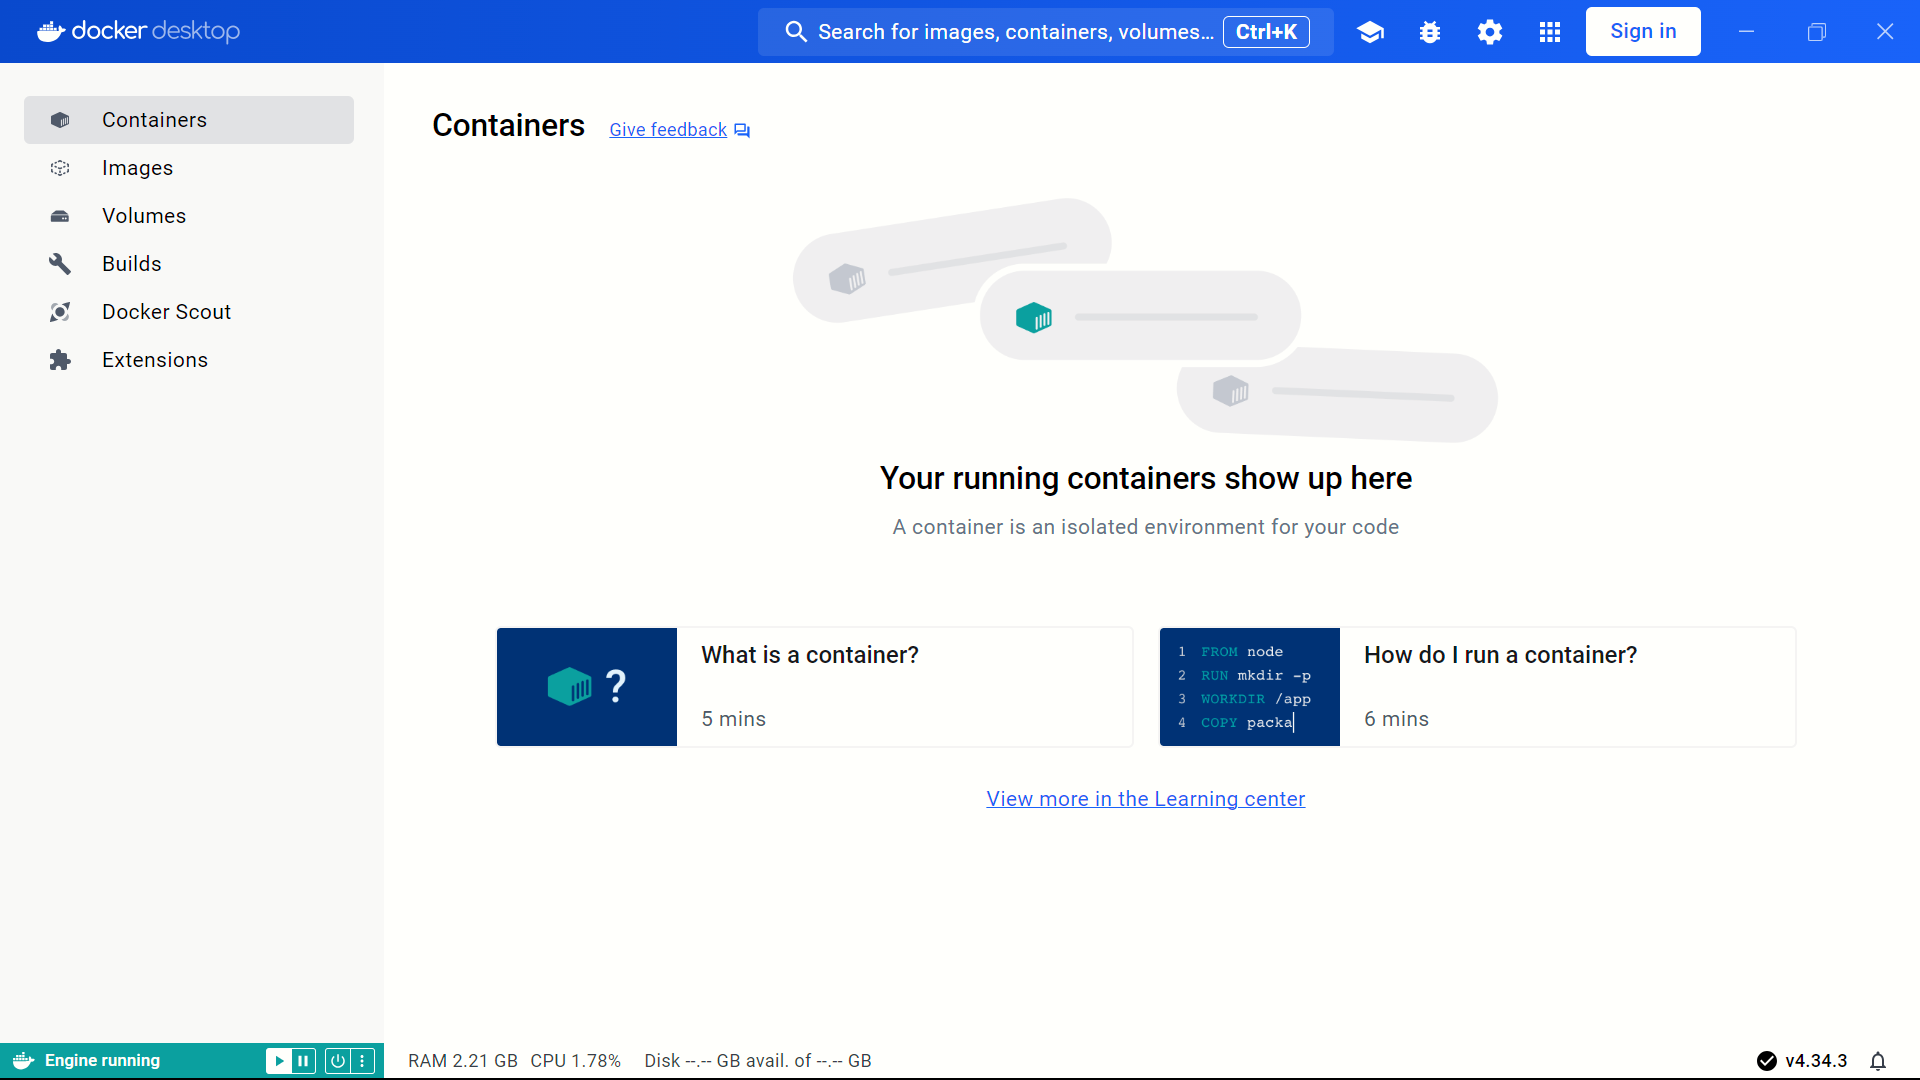 docker desktop
Search for images, containers, volumes... Ctrl+K
Sign in
Containers
Images
Volumes
Builds
Docker Scout
Extensions
Containers
Give feedback
Your running containers show up here
A container is an isolated environment for your code
?
What is a container?
5 mins
1 FROM node
2 RUN mkdir -p
3 WORKDIR /app
4 COPY packa
How do I run a container?
6 mins
View more in the Learning center
Engine running
RAM 2.21 GB CPU 1.78% Disk --.-- GB avail. of --.-- GB
v4.34.3